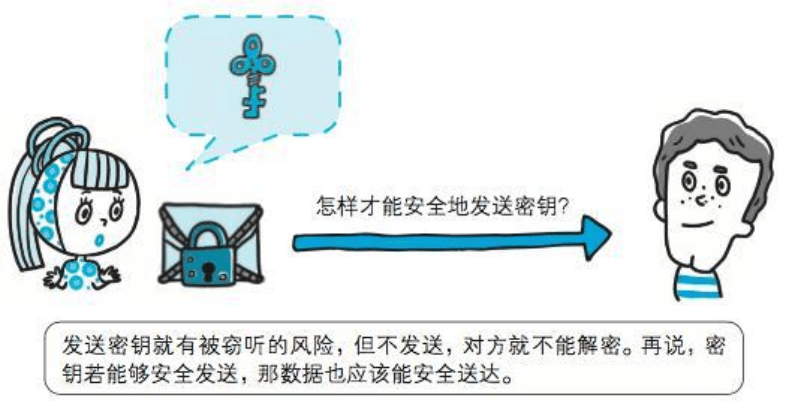 怎样才能安全地发送密钥?
发送密钥就有被窃听的风险，但不发送，对方就不能解密。再说，密
钥若能够安全发送，那数据也应该能安全送达。